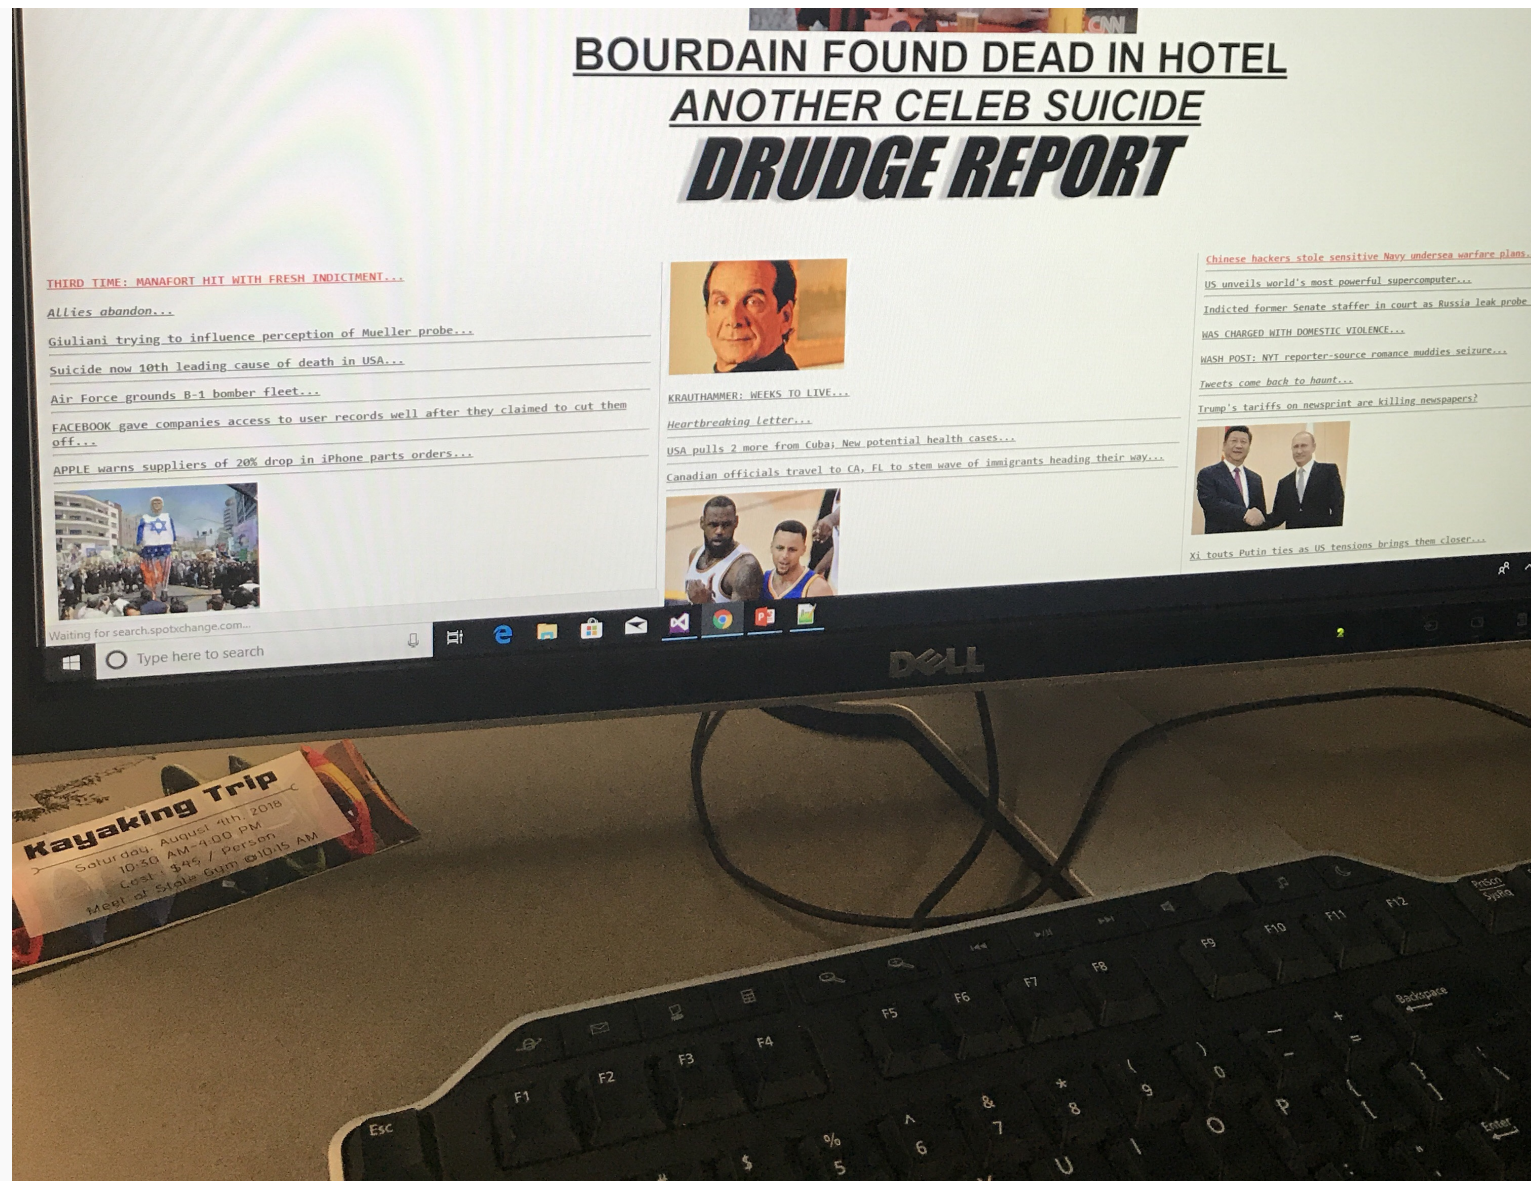 CNN
BOURDAIN FOUND DEAD IN HOTEL
ANOTHER CELEB SUICIDE
DRUDGE REPORT
THIRD TIME: MANAFORT HIT WITH FRESH INDICTMENT...
Allies abandon...
Giuliani trying to influence perception of Mueller probe...
Suicide now 10th leading cause of death in USA...
Air Force grounds B-1 bomber fleet...
FACEBOOK gave companies access to user records well after they claimed to cut them
off...
APPLE warns suppliers of 20% drop in iPhone parts orders...
KRAUTHAMMER: WEEKS TO LIVE...
Heartbreaking Letter...
USA pulls 2 more from Cuba; New potential health cases...
Canadian officials travel to CA, FL to stem wave of immigrants heading their way...
Chinese hackers stole sensitive Navy undersea warfare plans.
US unveils world's most powerful supercomputer...
Indicted former Senate staffer in court as Russia leak probe
WAS CHARGED WITH DOMESTIC VIOLENCE...
WASH POST: NYT reporter-source romance muddies seizure...
Tweets come back to haunt...
Trump's tariffs on newsprint are killing newspapers?
Xi touts Putin ties as US tensions brings them closer...
Waiting for search.spotxchange.com...
Type here to search
DELL
2
Kayaking Trip
Saturday, August 4th, 2018
10:30 AM-4:00 PM
Cost: $45 / Person
Meet at State Gym @10:15 AM
PrtScn
SysRq
F9 F10 F11 F12
F5 F6 F7 F8
F1 F2 F3 F4
Backspace
Esc
# $ % ^ & * ( ) _ +
5 6 7 8 9 0 - =
U I O P { [ } ] \
Enter